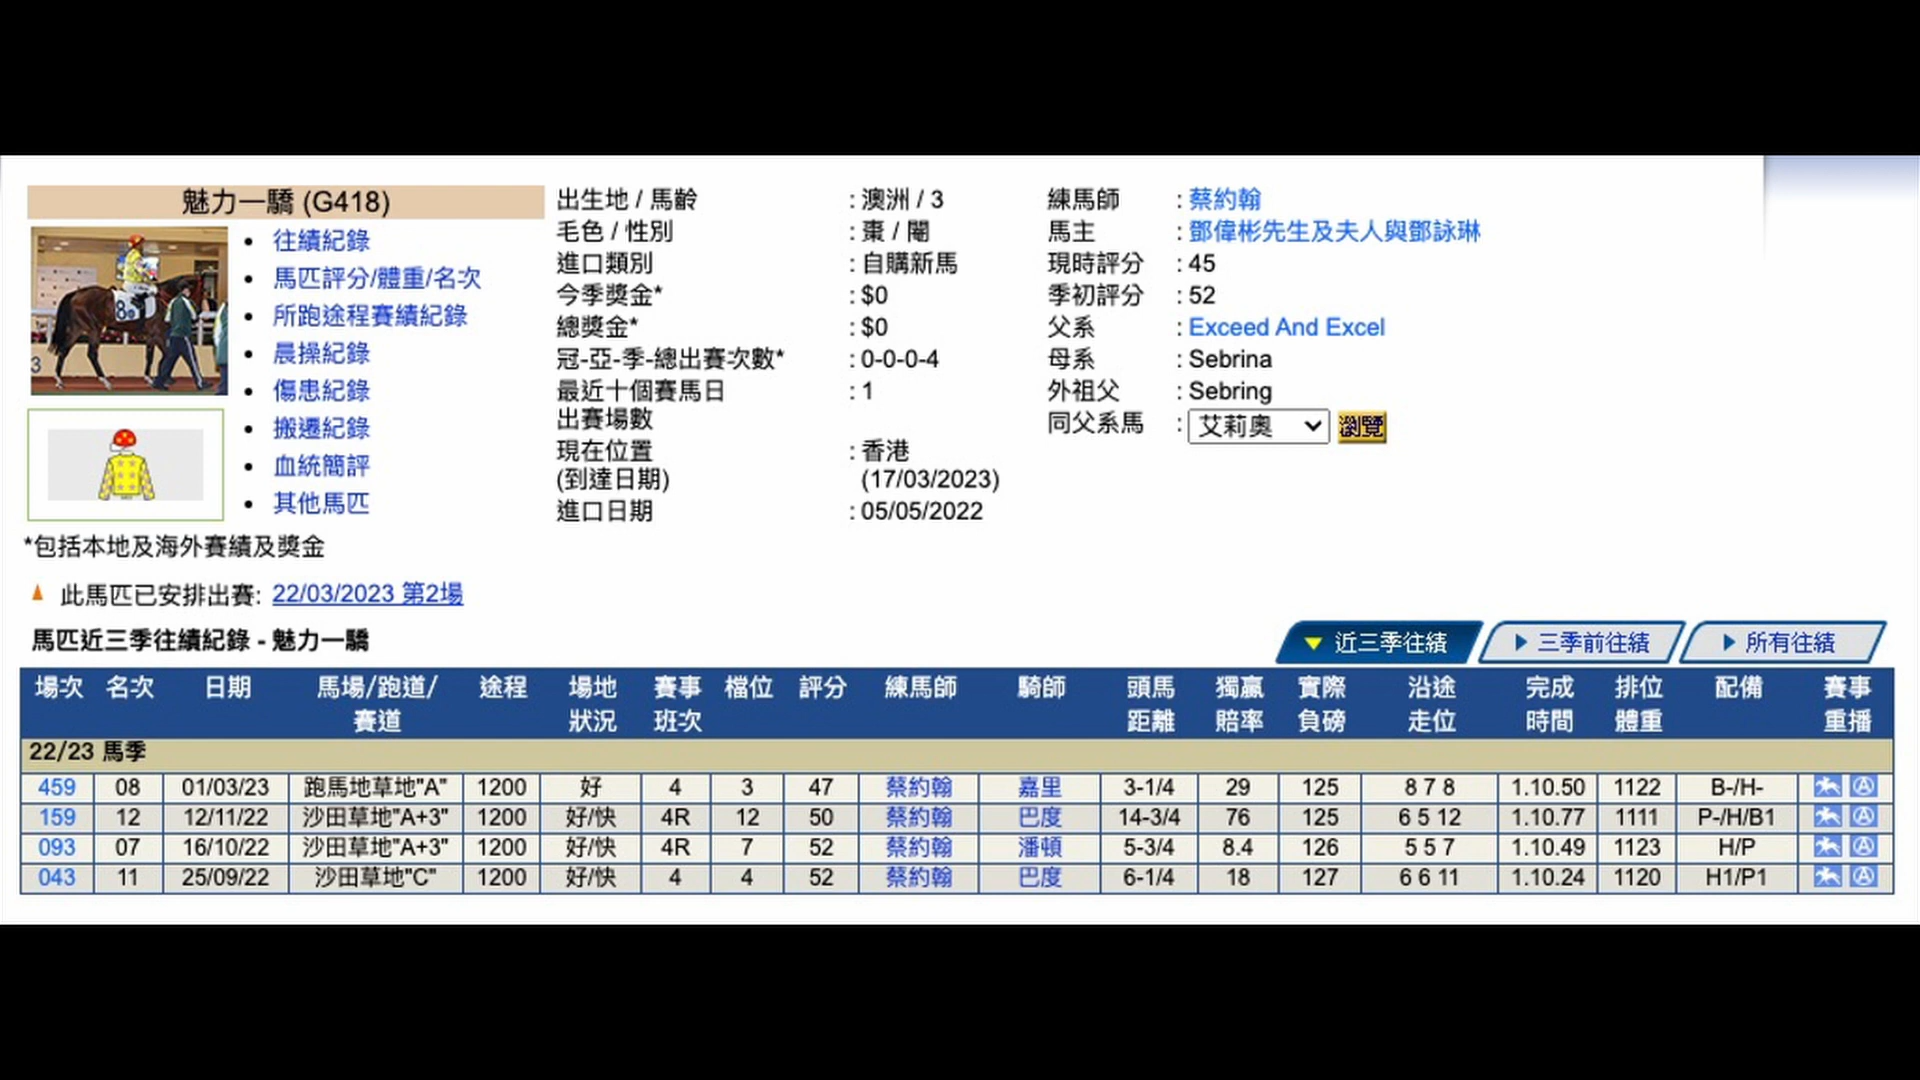 魅力一驕 (G418)
往績紀錄
馬匹評分/體重/名次
所跑途程賽績紀錄
晨操紀錄
傷患紀錄
搬遷紀錄
血統簡評
其他馬匹
*包括本地及海外賽績及獎金
出生地 / 馬齡 : 澳洲 / 3
毛色 / 性別 : 棗 / 閹
進口類別 : 自購新馬
今季獎金* : $0
總獎金* : $0
冠-亞-季-總出賽次數* : 0-0-0-4
最近十個賽馬日 : 1
出賽場數
現在位置 : 香港
(到達日期) (17/03/2023)
進口日期 : 05/05/2022
練馬師 : 蔡約翰
馬主 : 鄧偉彬先生及夫人與鄧詠琳
現時評分 : 45
季初評分 : 52
父系 : Exceed And Excel
母系 : Sebrina
外祖父 : Sebring
同父系馬 : 艾莉奧 瀏覽
此馬匹已安排出賽: 22/03/2023 第2場
馬匹近三季往績紀錄 - 魅力一驕
近三季往績 三季前往績 所有往績
場次 名次 日期 馬場/跑道/賽道 途程 場地狀況 賽事班次 檔位 評分 練馬師 騎師 頭馬距離 獨贏賠率 實際負磅 沿途走位 完成時間 排位體重 配備 賽事重播
22/23 馬季
459 08 01/03/23 跑馬地草地"A" 1200 好 4 3 47 蔡約翰 嘉里 3-1/4 29 125 8 7 8 1.10.50 1122 B-/H-
159 12 12/11/22 沙田草地"A+3" 1200 好/快 4R 12 50 蔡約翰 巴度 14-3/4 76 125 6 5 12 1.10.77 1111 P-/H/B1
093 07 16/10/22 沙田草地"A+3" 1200 好/快 4R 7 52 蔡約翰 潘頓 5-3/4 8.4 126 5 5 7 1.10.49 1123 H/P
043 11 25/09/22 沙田草地"C" 1200 好/快 4 4 52 蔡約翰 巴度 6-1/4 18 127 6 6 11 1.10.24 1120 H1/P1